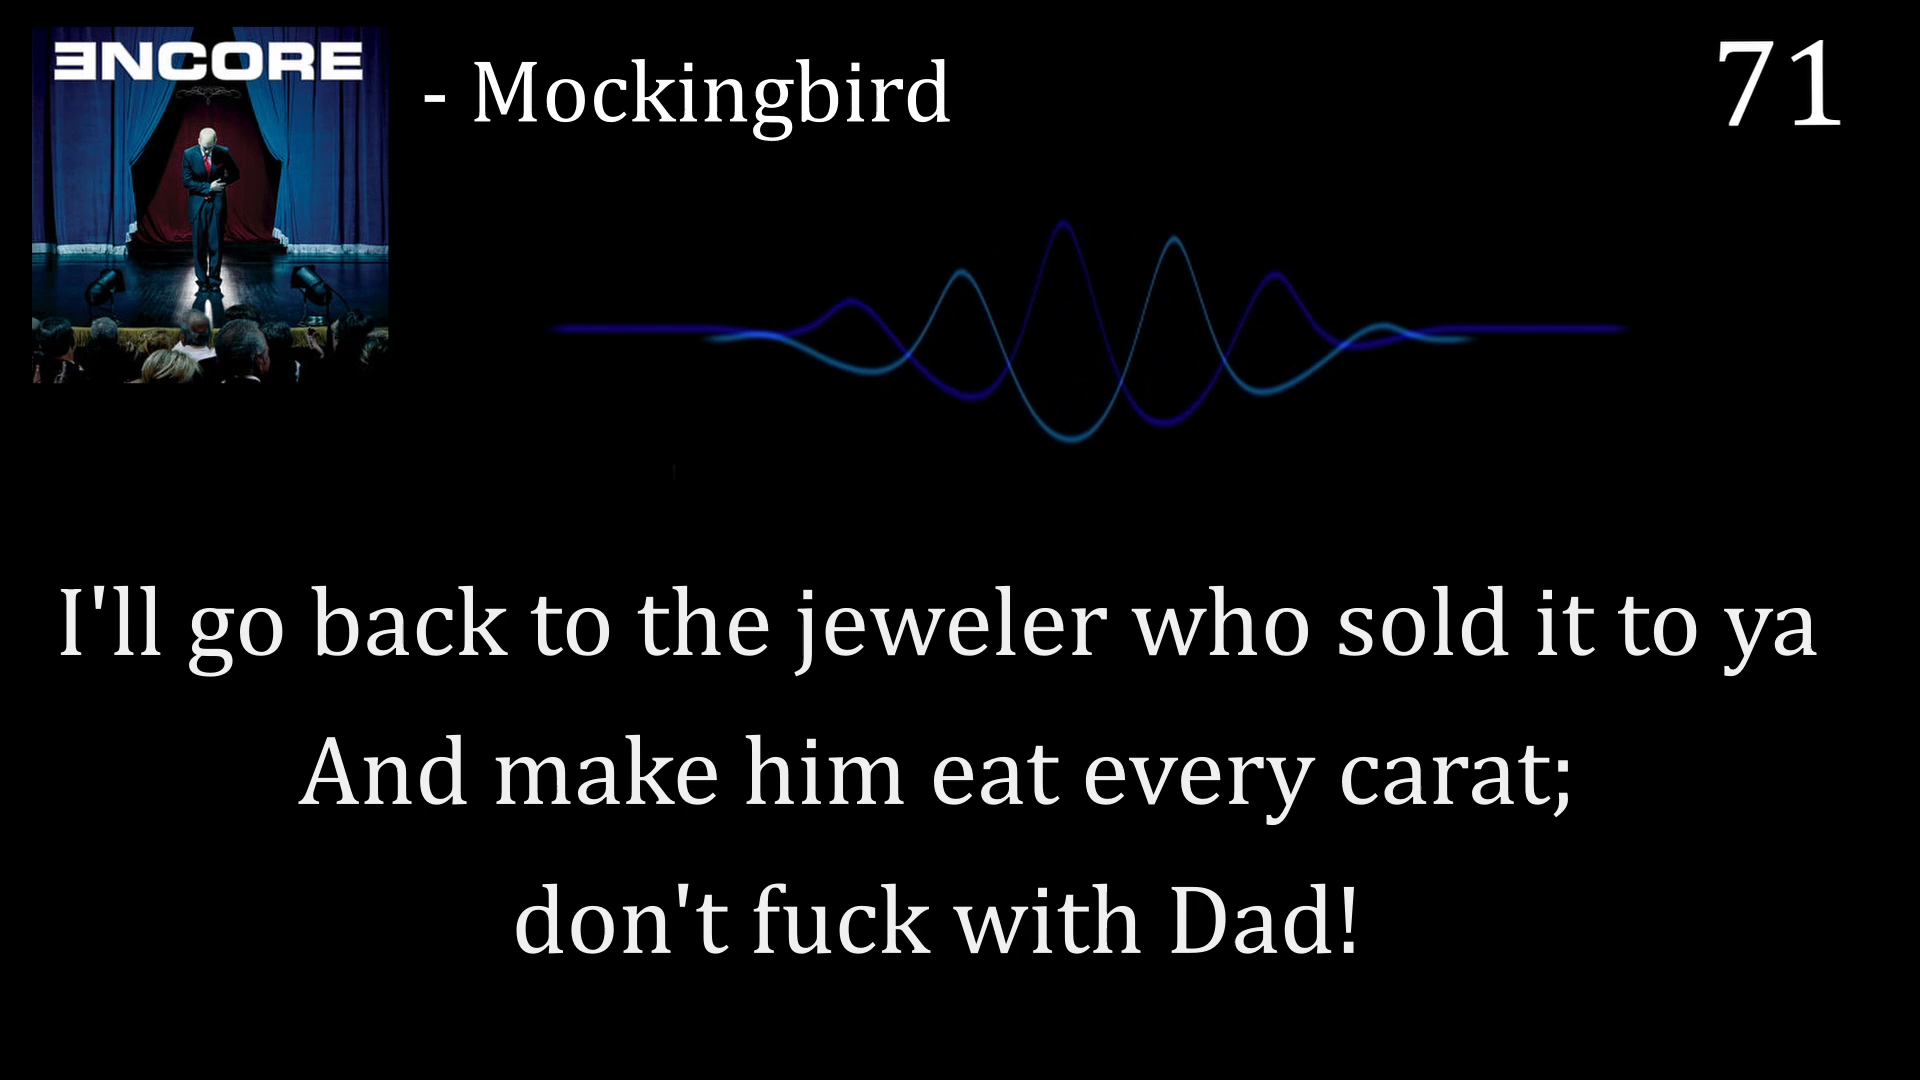 ENCORE
- Mockingbird
71
I'll go back to the jeweler who sold it to ya
And make him eat every carat;
don't fuck with Dad!